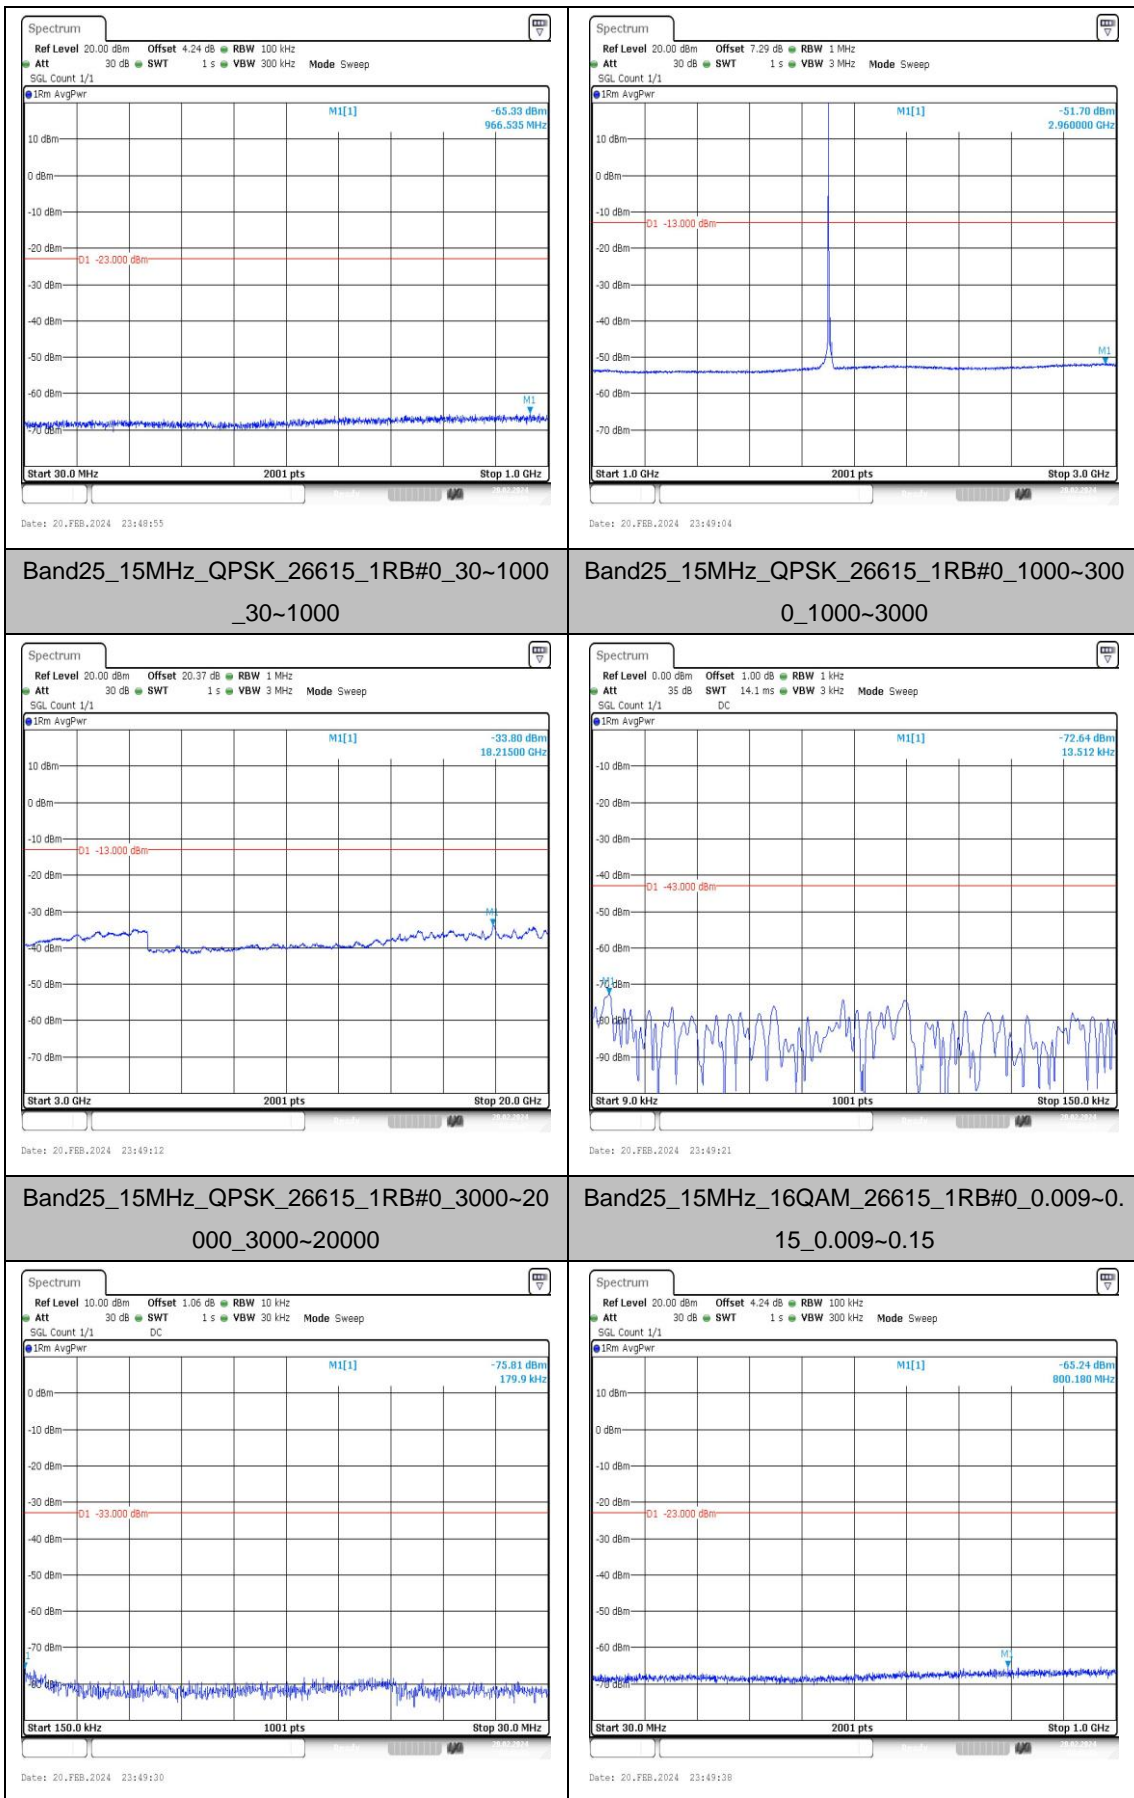 Spectrum
Ref Level 20.00 dBm Offset 4.24 dB RBW 100 kHz
Att 30 dB SWT 1 s VBW 300 kHz Mode Sweep
SGL Count 1/1
1Rm AvgPwr
M1[1] -65.33 dBm
966.535 MHz
10 dBm
0 dBm
-10 dBm
-20 dBm
D1 -23.000 dBm
-30 dBm
-40 dBm
-50 dBm
-60 dBm
M1
-70 dBm
Start 30.0 MHz 2001 pts Stop 1.0 GHz
Date: 20.FEB.2024 23:48:55
Spectrum
Ref Level 20.00 dBm Offset 7.29 dB RBW 1 MHz
Att 30 dB SWT 1 s VBW 3 MHz Mode Sweep
SGL Count 1/1
1Rm AvgPwr
M1[1] -51.70 dBm
2.960000 GHz
10 dBm
0 dBm
-10 dBm
D1 -13.000 dBm
-20 dBm
-30 dBm
-40 dBm
-50 dBm
M1
-60 dBm
-70 dBm
Start 1.0 GHz 2001 pts Stop 3.0 GHz
Date: 20.FEB.2024 23:49:04
Band25_15MHz_QPSK_26615_1RB#0_30~1000
_30~1000
Band25_15MHz_QPSK_26615_1RB#0_1000~300
0_1000~3000
Spectrum
Ref Level 20.00 dBm Offset 20.37 dB RBW 1 MHz
Att 30 dB SWT 1 s VBW 3 MHz Mode Sweep
SGL Count 1/1
1Rm AvgPwr
M1[1] -33.80 dBm
18.21500 GHz
10 dBm
0 dBm
-10 dBm
D1 -13.000 dBm
-20 dBm
-30 dBm
M1
-40 dBm
-50 dBm
-60 dBm
-70 dBm
Start 3.0 GHz 2001 pts Stop 20.0 GHz
Date: 20.FEB.2024 23:49:12
Spectrum
Ref Level 0.00 dBm Offset 1.00 dB RBW 1 kHz
Att 35 dB SWT 14.1 ms VBW 3 kHz Mode Sweep
SGL Count 1/1 DC
1Rm AvgPwr
M1[1] -72.64 dBm
13.512 kHz
-10 dBm
-20 dBm
-30 dBm
-40 dBm
D1 -43.000 dBm
-50 dBm
-60 dBm
M1
-70 dBm
-80 dBm
-90 dBm
Start 9.0 kHz 1001 pts Stop 150.0 kHz
Date: 20.FEB.2024 23:49:21
Band25_15MHz_QPSK_26615_1RB#0_3000~20
000_3000~20000
Band25_15MHz_16QAM_26615_1RB#0_0.009~0.
15_0.009~0.15
Spectrum
Ref Level 10.00 dBm Offset 1.06 dB RBW 10 kHz
Att 30 dB SWT 1 s VBW 30 kHz Mode Sweep
SGL Count 1/1 DC
1Rm AvgPwr
M1[1] -75.81 dBm
179.9 kHz
0 dBm
-10 dBm
-20 dBm
-30 dBm
D1 -33.000 dBm
-40 dBm
-50 dBm
-60 dBm
-70 dBm
-80 dBm
Start 150.0 kHz 1001 pts Stop 30.0 MHz
Date: 20.FEB.2024 23:49:30
Spectrum
Ref Level 20.00 dBm Offset 4.24 dB RBW 100 kHz
Att 30 dB SWT 1 s VBW 300 kHz Mode Sweep
SGL Count 1/1
1Rm AvgPwr
M1[1] -65.24 dBm
800.180 MHz
10 dBm
0 dBm
-10 dBm
-20 dBm
D1 -23.000 dBm
-30 dBm
-40 dBm
-50 dBm
-60 dBm
-70 dBm
Start 30.0 MHz 2001 pts Stop 1.0 GHz
Date: 20.FEB.2024 23:49:38